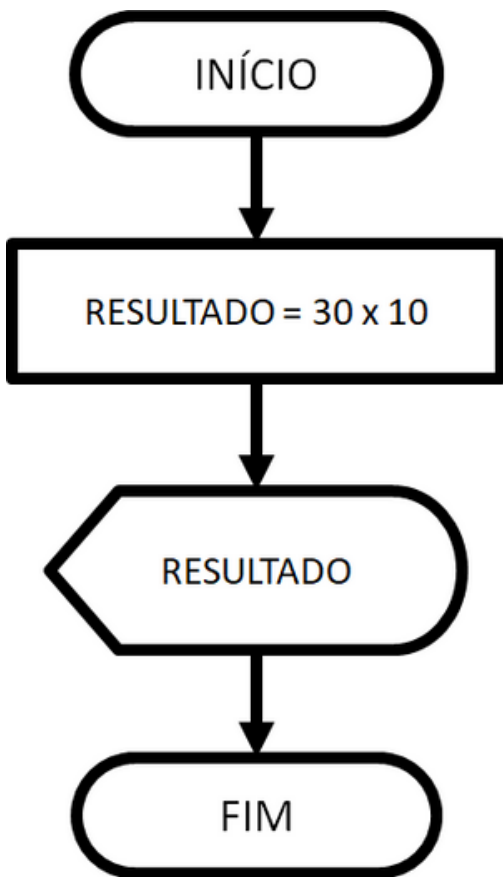 INÍCIO
RESULTADO = 30 x 10
RESULTADO
FIM